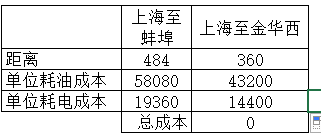 上海至蚌埠 上海至金华西
距离 484 360
单位耗油成本 58080 43200
单位耗电成本 19360 14400
总成本 0